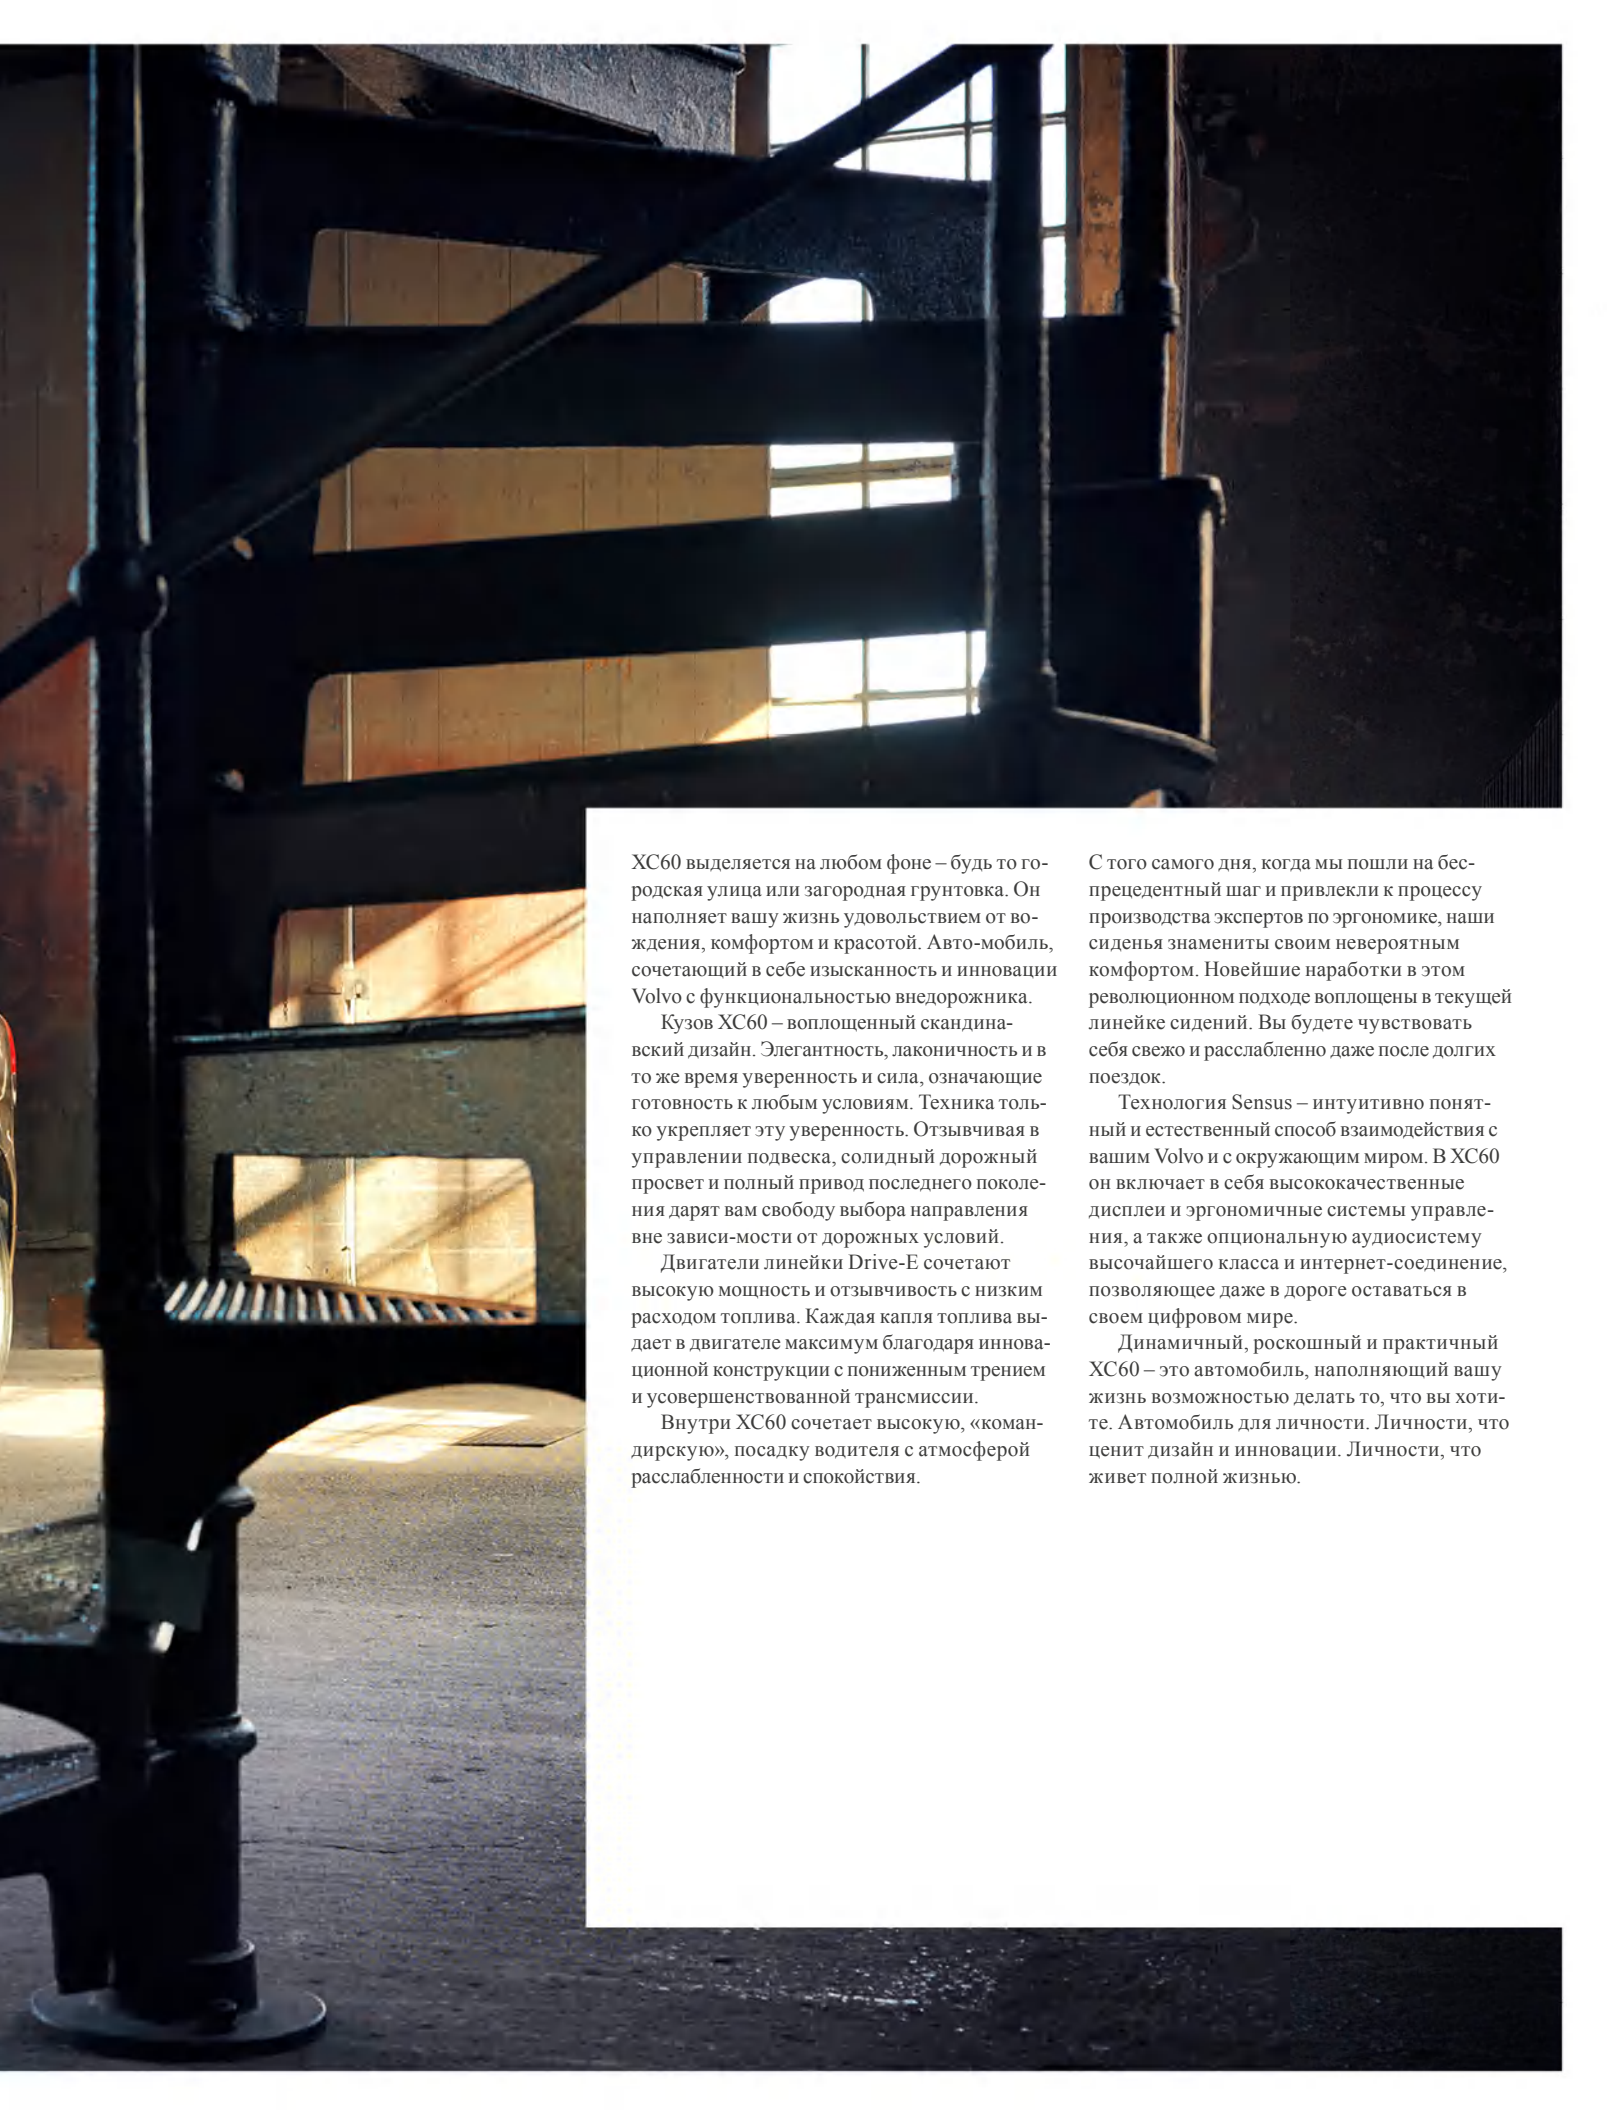 XC60 выделяется на любом фоне – будь то го-
родская улица или загородная грунтовка. Он
наполняет вашу жизнь удовольствием от во-
ждения, комфортом и красотой. Авто-мобиль,
сочетающий в себе изысканность и инновации
Volvo с функциональностью внедорожника.
Кузов XC60 – воплощенный скандина-
вский дизайн. Элегантность, лаконичность и в
то же время уверенность и сила, означающие
готовность к любым условиям. Техника толь-
ко укрепляет эту уверенность. Отзывчивая в
управлении подвеска, солидный дорожный
просвет и полный привод последнего поколе-
ния дарят вам свободу выбора направления
вне зависи-мости от дорожных условий.
Двигатели линейки Drive-E сочетают
высокую мощность и отзывчивость с низким
расходом топлива. Каждая капля топлива вы-
дает в двигателе максимум благодаря иннова-
ционной конструкции с пониженным трением
и усовершенствованной трансмиссии.
Внутри XC60 сочетает высокую, «коман-
дирскую», посадку водителя с атмосферой
расслабленности и спокойствия.
С того самого дня, когда мы пошли на бес-
прецедентный шаг и привлекли к процессу
производства экспертов по эргономике, наши
сиденья знамениты своим невероятным
комфортом. Новейшие наработки в этом
революционном подходе воплощены в текущей
линейке сидений. Вы будете чувствовать
себя свежо и расслабленно даже после долгих
поездок.
Технология Sensus – интуитивно понят-
ный и естественный способ взаимодействия с
вашим Volvo и с окружающим миром. В XC60
он включает в себя высококачественные
дисплеи и эргономичные системы управле-
ния, а также опциональную аудиосистему
высочайшего класса и интернет-соединение,
позволяющее даже в дороге оставаться в
своем цифровом мире.
Динамичный, роскошный и практичный
XC60 – это автомобиль, наполняющий вашу
жизнь возможностью делать то, что вы хоти-
те. Автомобиль для личности. Личности, что
ценит дизайн и инновации. Личности, что
живет полной жизнью.